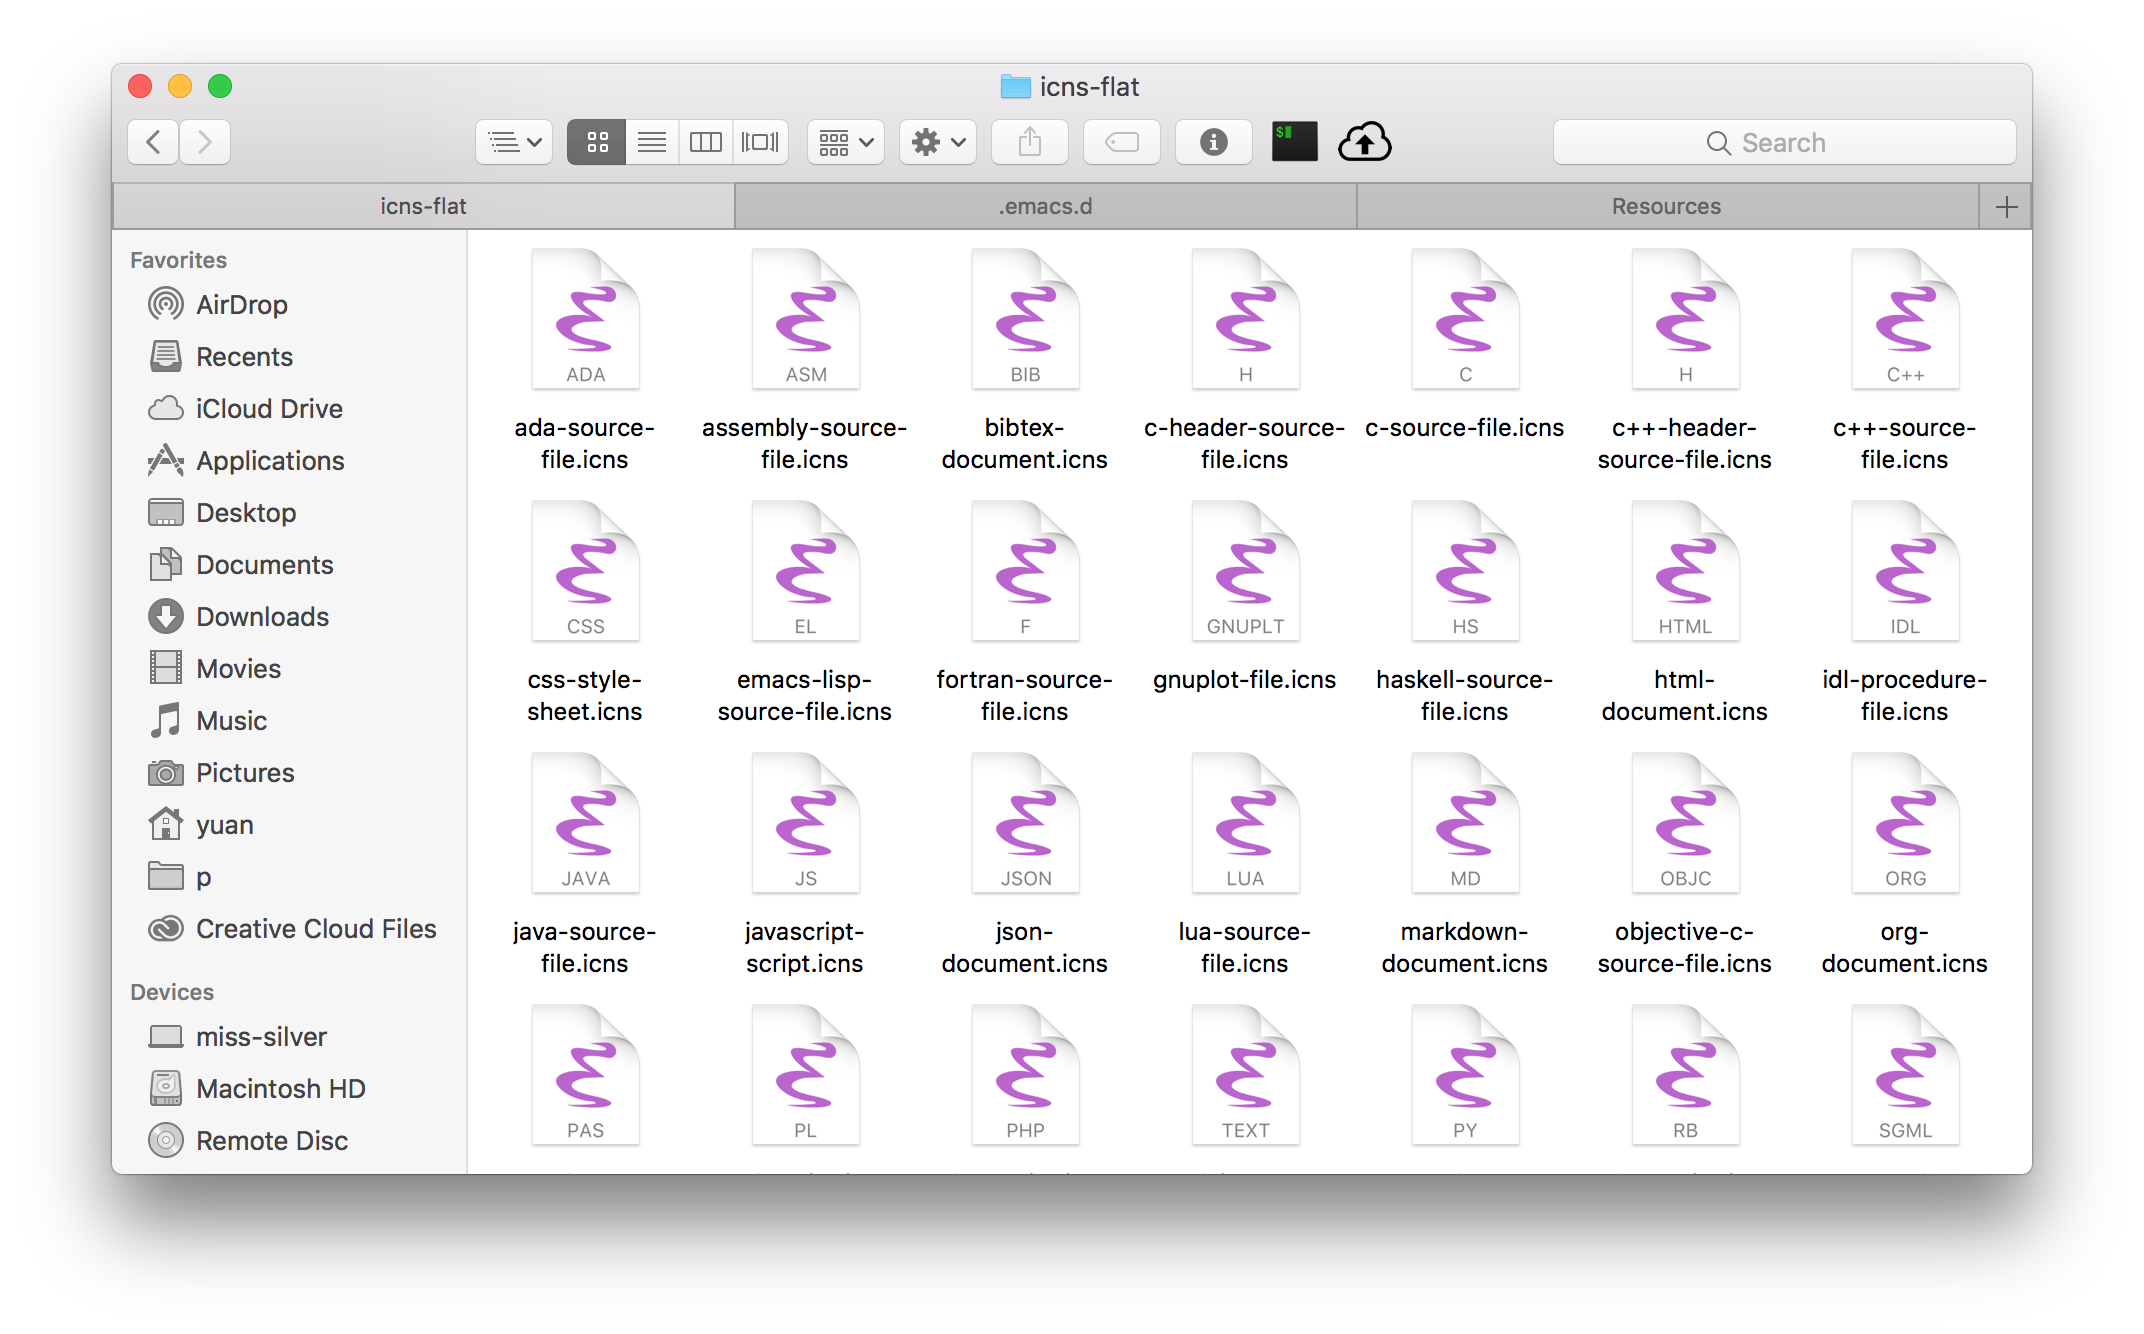 icns-flat
$
Search
icns-flat
.emacs.d
Resources
Favorites
AirDrop
Recents
iCloud Drive
Applications
Desktop
Documents
Downloads
Movies
Music
Pictures
yuan
p
Creative Cloud Files
Devices
miss-silver
Macintosh HD
Remote Disc
ADA
ASM
BIB
H
C
H
C++
ada-source-
file.icns
assembly-source-
file.icns
bibtex-
document.icns
c-header-source-
file.icns
c-source-file.icns
c++-header-
source-file.icns
c++-source-
file.icns
CSS
EL
F
GNUPLT
HS
HTML
IDL
css-style-
sheet.icns
emacs-lisp-
source-file.icns
fortran-source-
file.icns
gnuplot-file.icns
haskell-source-
file.icns
html-
document.icns
idl-procedure-
file.icns
JAVA
JS
JSON
LUA
MD
OBJC
ORG
java-source-
file.icns
javascript-
script.icns
json-
document.icns
lua-source-
file.icns
markdown-
document.icns
objective-c-
source-file.icns
org-
document.icns
PAS
PL
PHP
TEXT
PY
RB
SGML